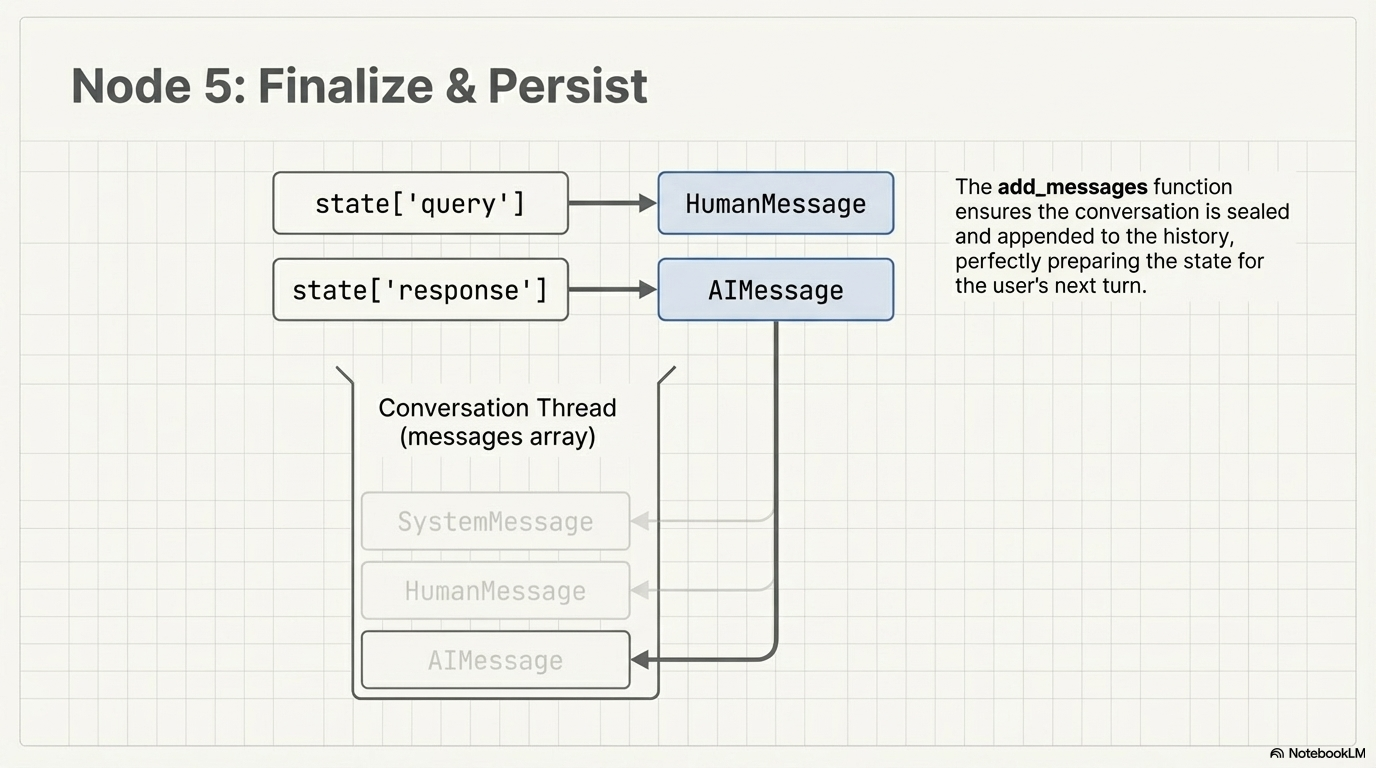 Node 5: Finalize & Persist
state['query']
HumanMessage
state['response']
AIMessage
The add_messages function
ensures the conversation is sealed
and appended to the history,
perfectly preparing the state for
the user's next turn.
Conversation Thread
(messages array)
SystemMessage
HumanMessage
AIMessage
NotebookLM